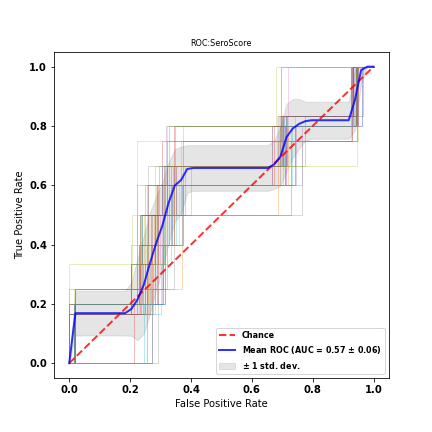 ROC:SeroScore
True Positive Rate
1.0
0.8
0.6
0.4
0.2
0.0
Chance
Mean ROC (AUC = 0.57 ± 0.06)
± 1 std. dev.
0.0 0.2 0.4 0.6 0.8 1.0
False Positive Rate